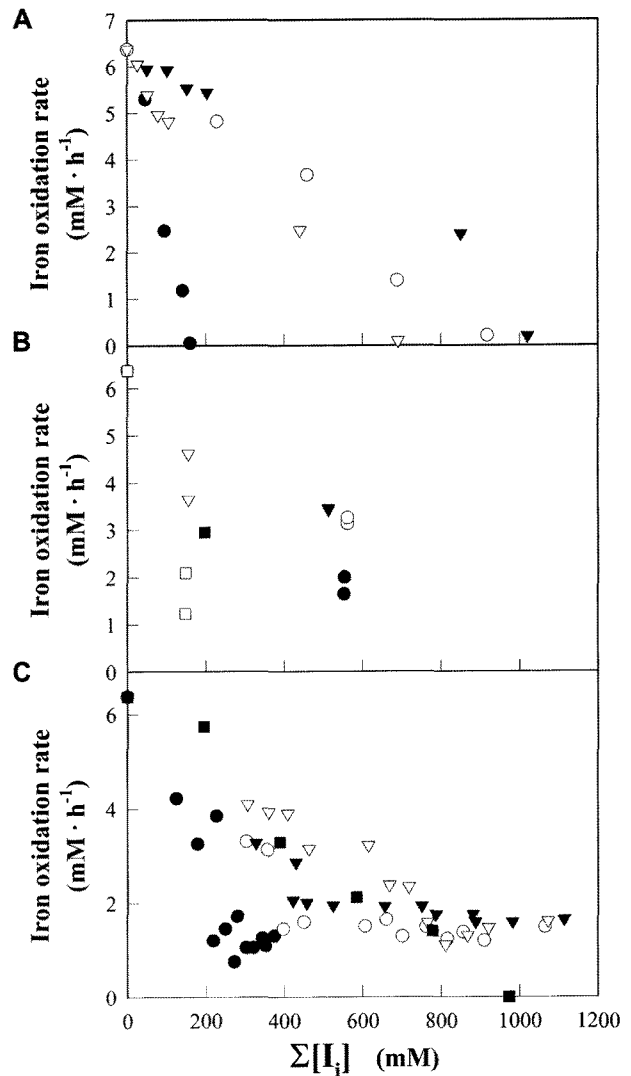 A
7
6
5
4
3
2
1
0
Iron oxidation rate
(mM · h⁻¹)
B
6
5
4
3
2
1
0
Iron oxidation rate
(mM · h⁻¹)
C
6
4
2
0
Iron oxidation rate
(mM · h⁻¹)
0 200 400 600 800 1000 1200
Σ[Iᵢ] (mM)